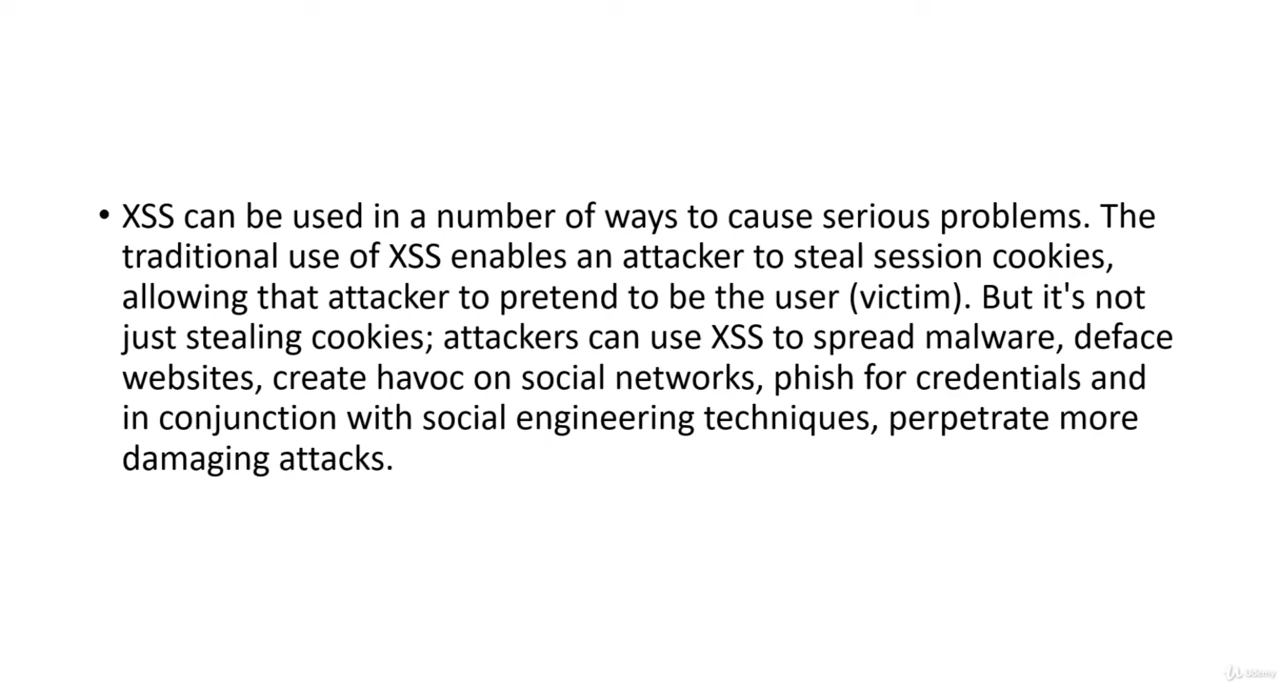 • XSS can be used in a number of ways to cause serious problems. The
traditional use of XSS enables an attacker to steal session cookies,
allowing that attacker to pretend to be the user (victim). But it's not
just stealing cookies; attackers can use XSS to spread malware, deface
websites, create havoc on social networks, phish for credentials and
in conjunction with social engineering techniques, perpetrate more
damaging attacks.
Udemy